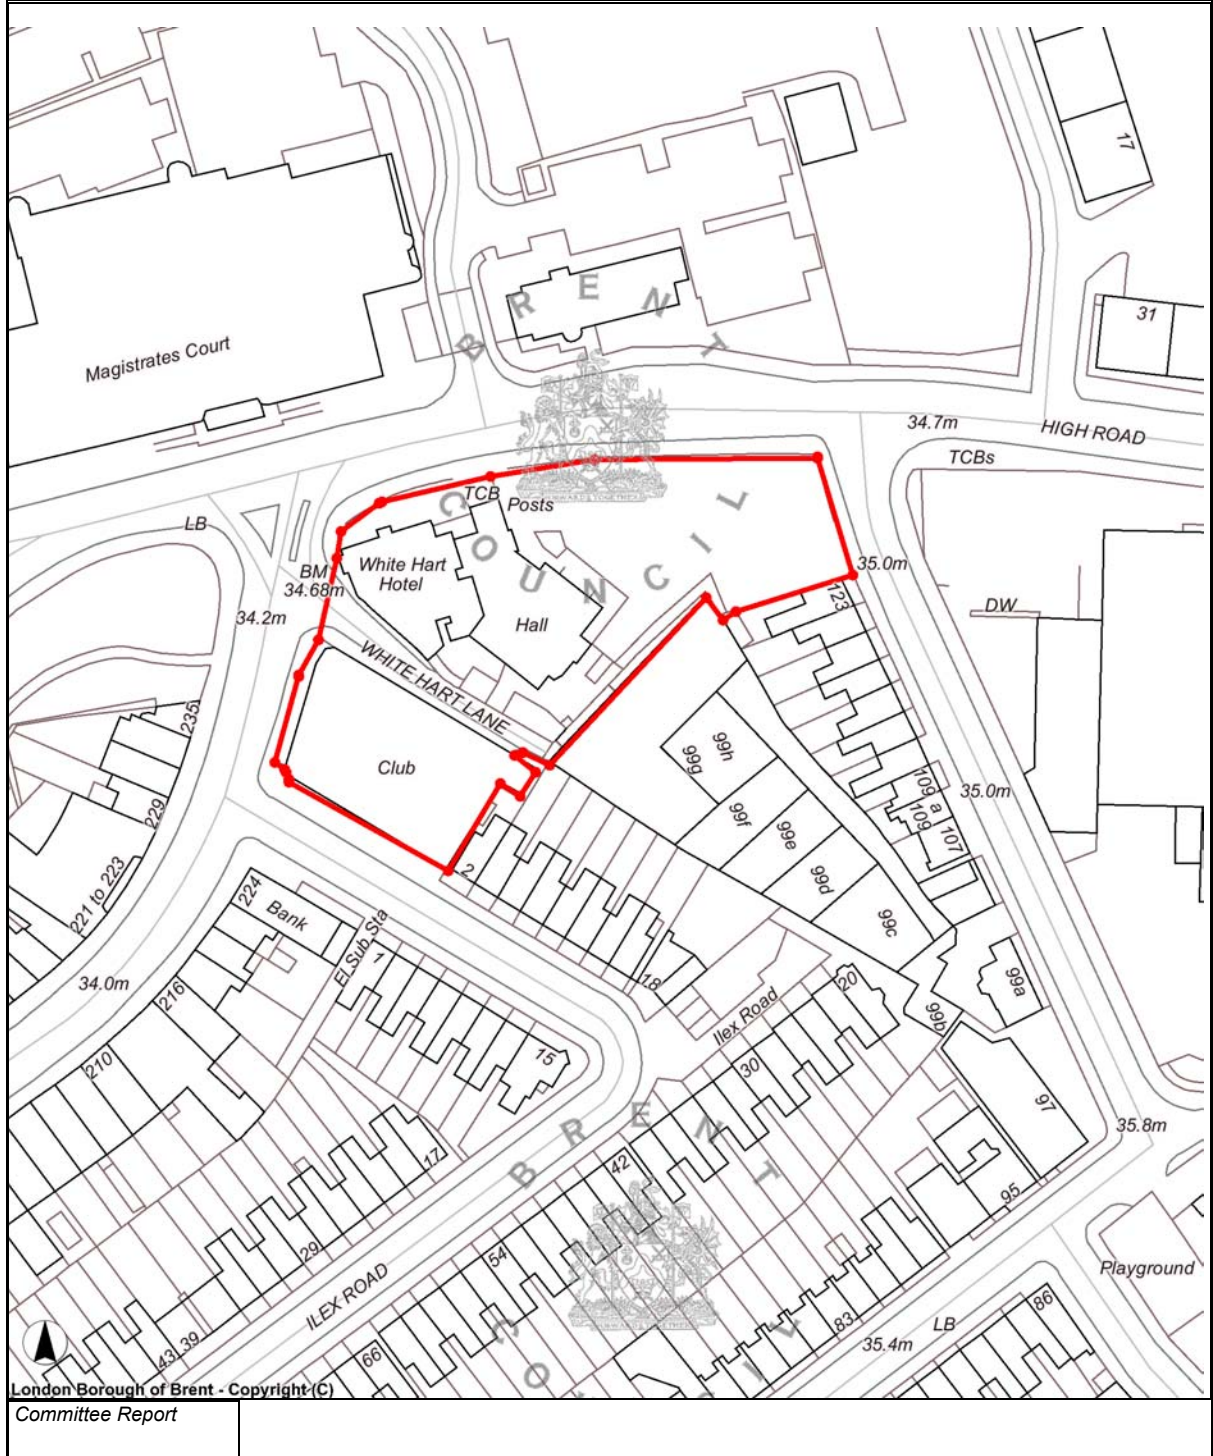 17
31
Magistrates Court
B R E N T
34.7m
HIGH ROAD
TCBs
TCB
Posts
C O U N C I L
LB
BM
34.68m
White Hart
Hotel
Hall
35.0m
123
DW
34.2m
WHITE HART LANE
235
Club
99h
99g
99f
99e
99d
99c
109 a
109
107
35.0m
229
221 to 223
2
18
224
Bank
El Sub Sta
1
15
34.0m
216
210
Ilex Road
20
99b
99a
30
97
35.8m
B R E N T
17
42
95
29
54
ILEX ROAD
Playground
86
LB
83
35.4m
43
39
66
C O U C I L
London Borough of Brent - Copyright (C)
Committee Report